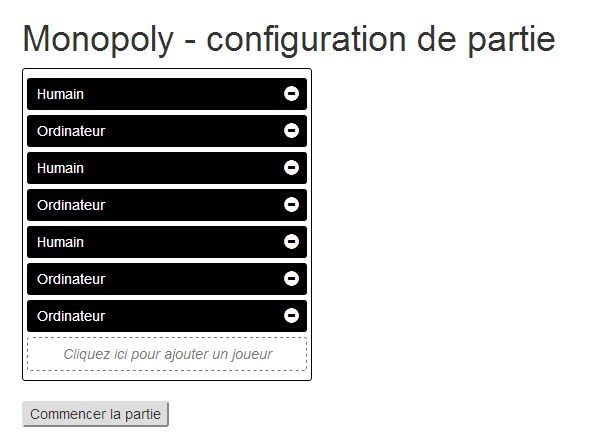 Monopoly - configuration de partie
Humain
Ordinateur
Humain
Ordinateur
Humain
Ordinateur
Ordinateur
Cliquez ici pour ajouter un joueur
Commencer la partie